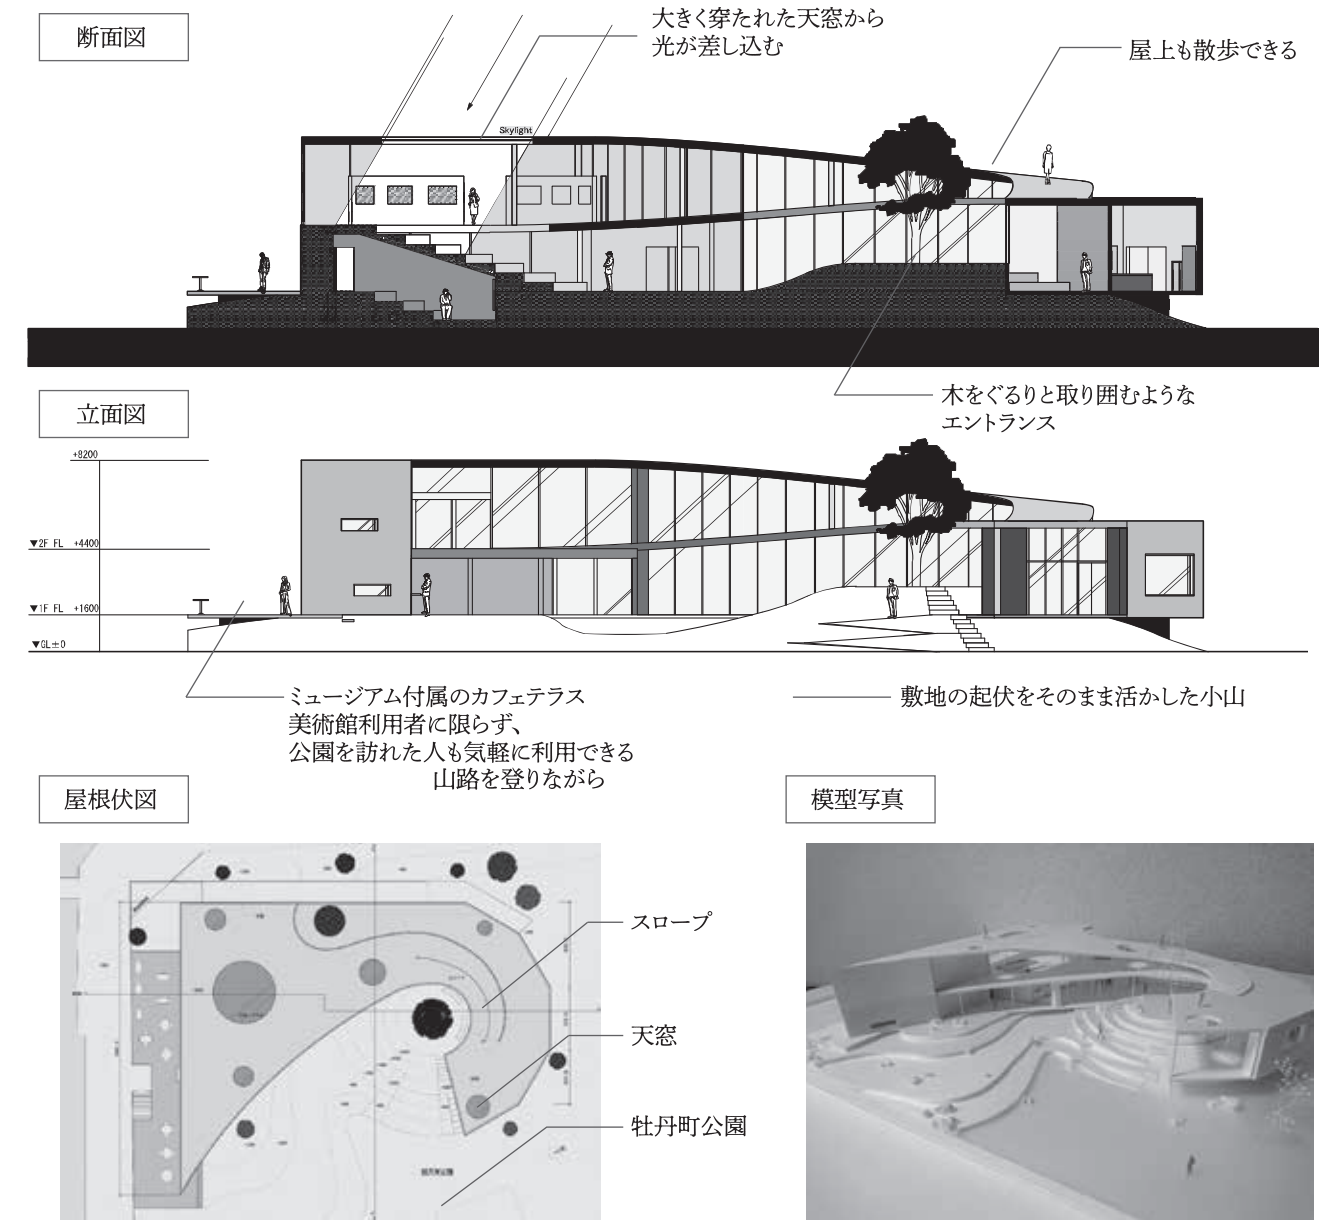 断面図
大きく穿たれた天窓から
光が差し込む
屋上も散歩できる
Skylight
木をぐるりと取り囲むような
エントランス
立面図
+8200
▼2F FL +4400
▼1F FL +1600
▼GL±0
ミュージアム付属のカフェテラス
美術館利用者に限らず、
公園を訪れた人も気軽に利用できる
山路を登りながら
敷地の起伏をそのまま活かした小山
屋根伏図
模型写真
スロープ
天窓
牡丹町公園